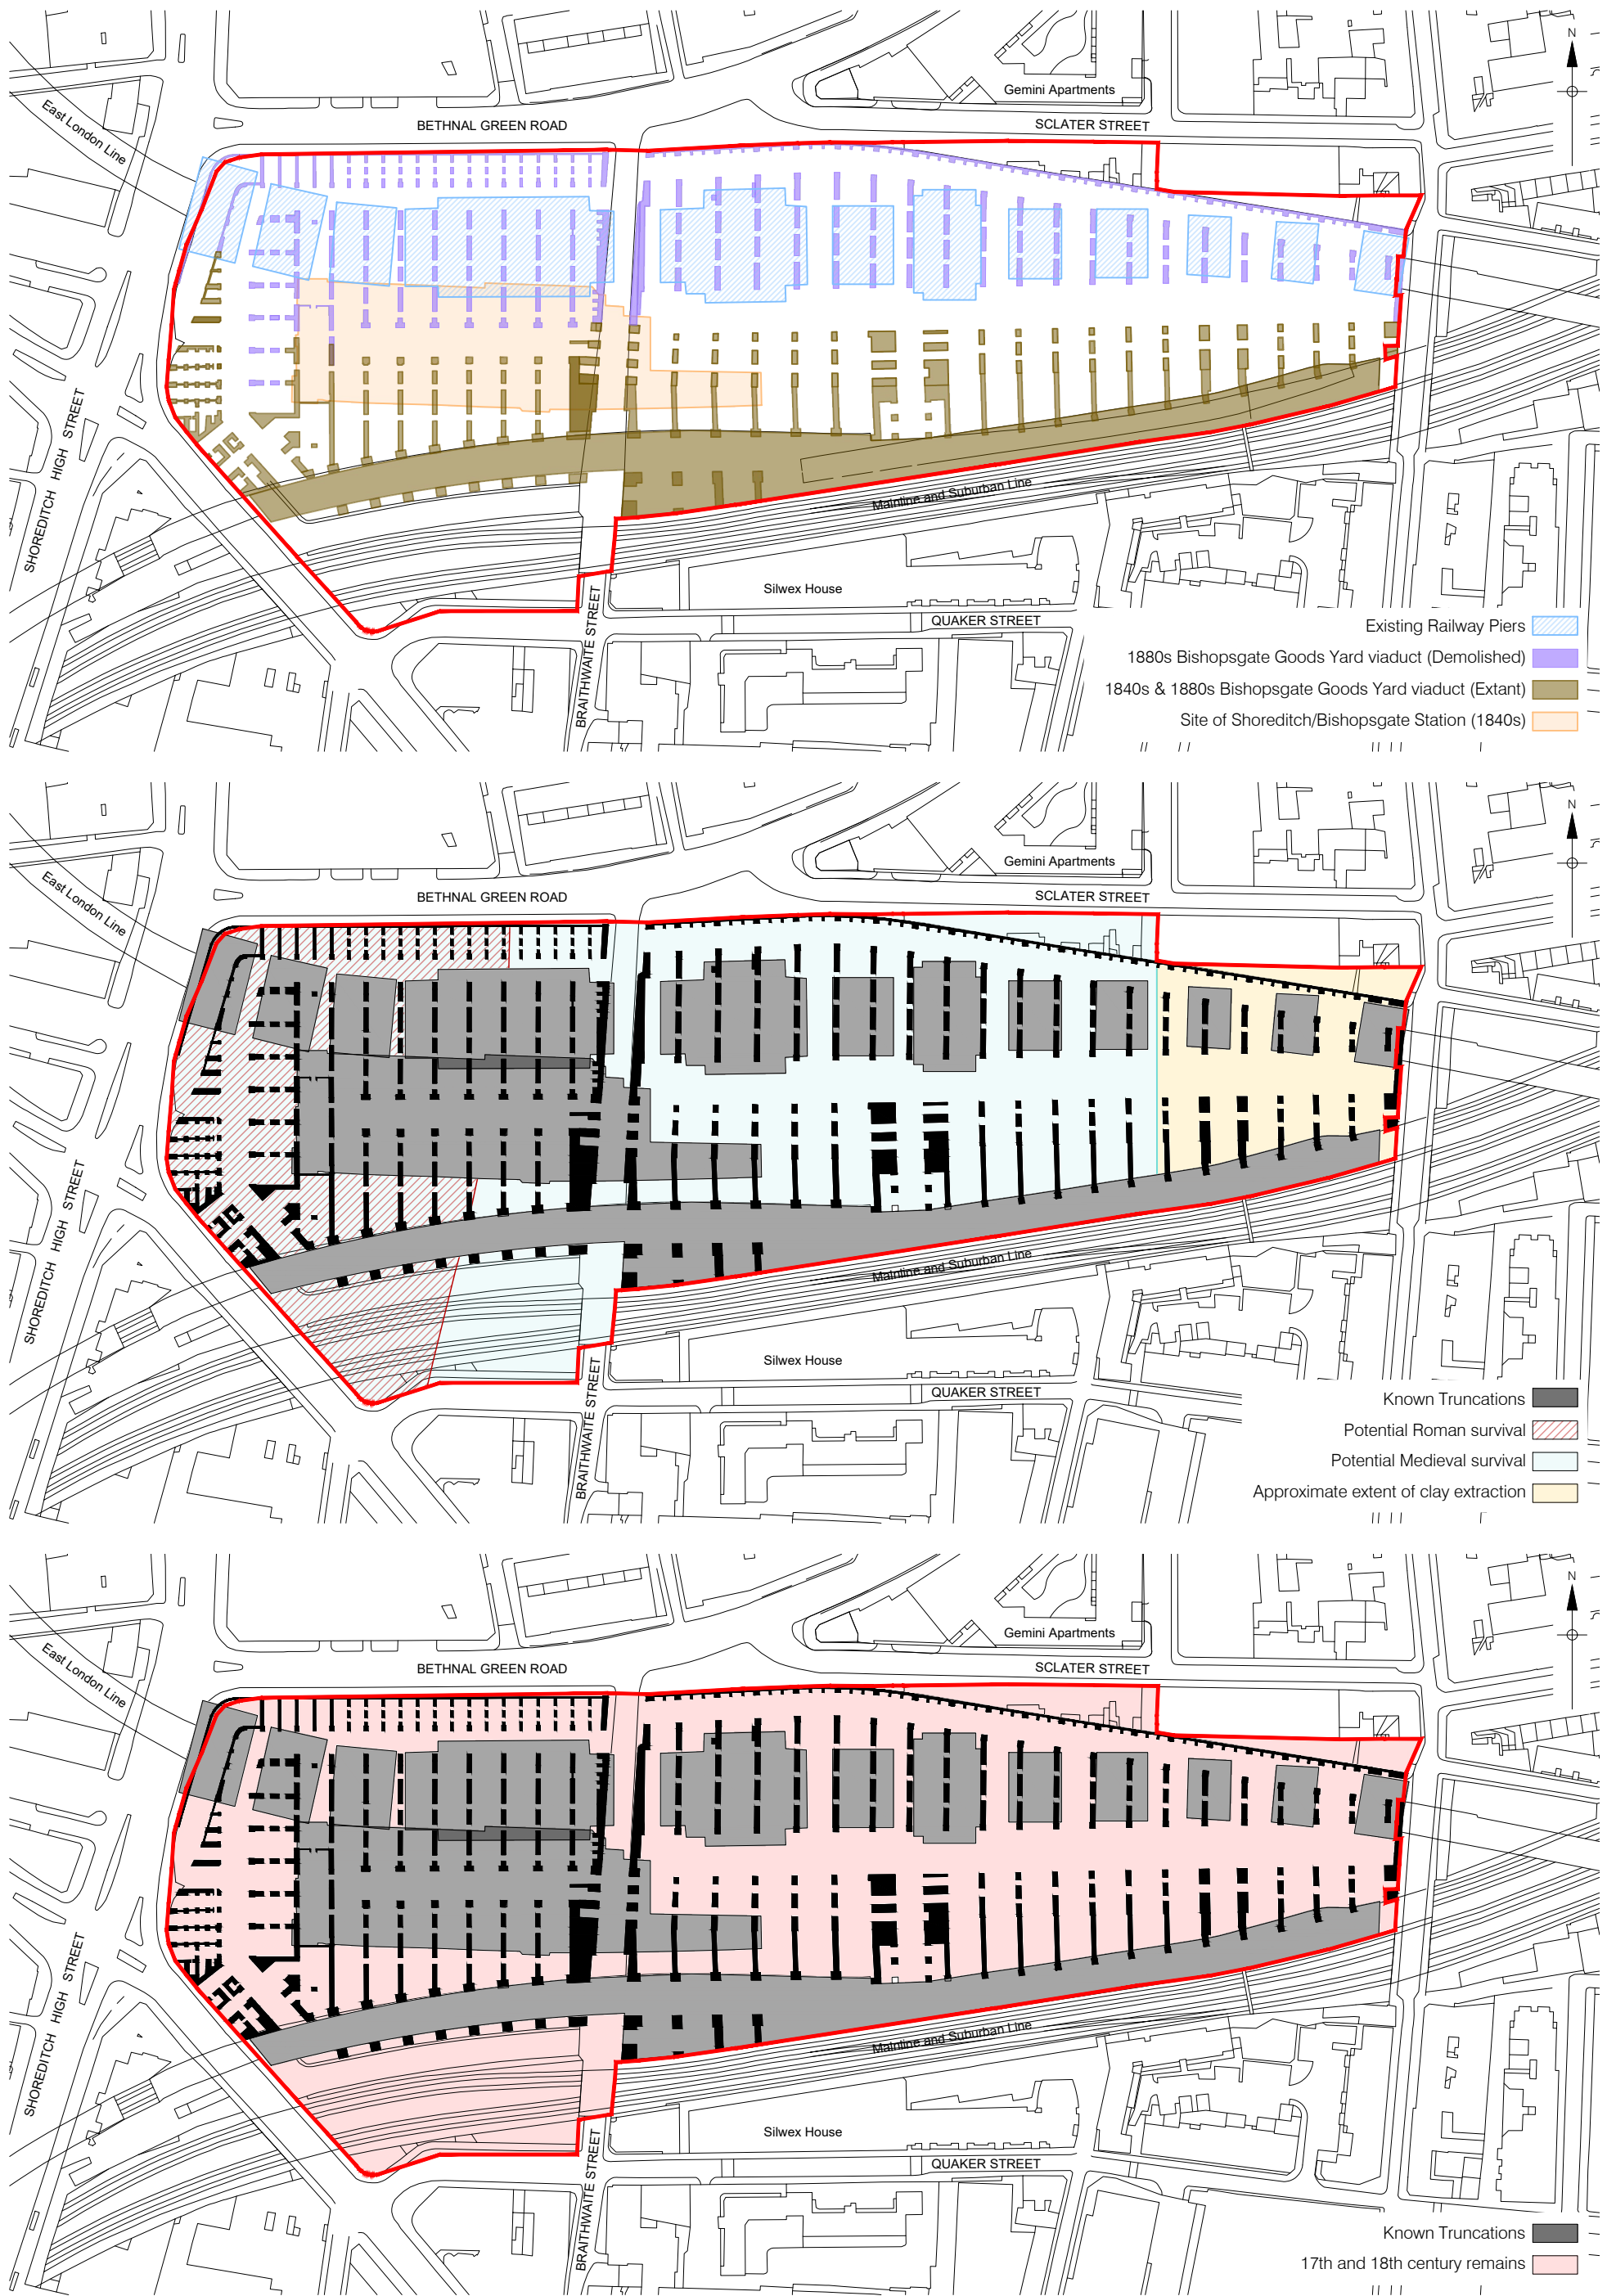 N
Gemini Apartments
East London Line
BETHNAL GREEN ROAD
SCLATER STREET
SHOREDITCH HIGH STREET
Mainline and Suburban Line
Silwex House
BRAITHWAITE STREET
QUAKER STREET
Existing Railway Piers
1880s Bishopsgate Goods Yard viaduct (Demolished)
1840s & 1880s Bishopsgate Goods Yard viaduct (Extant)
Site of Shoreditch/Bishopsgate Station (1840s)
N
Gemini Apartments
East London Line
BETHNAL GREEN ROAD
SCLATER STREET
SHOREDITCH HIGH STREET
Mainline and Suburban Line
Silwex House
BRAITHWAITE STREET
QUAKER STREET
Known Truncations
Potential Roman survival
Potential Medieval survival
Approximate extent of clay extraction
N
Gemini Apartments
East London Line
BETHNAL GREEN ROAD
SCLATER STREET
SHOREDITCH HIGH STREET
Mainline and Suburban Line
Silwex House
BRAITHWAITE STREET
QUAKER STREET
Known Truncations
17th and 18th century remains